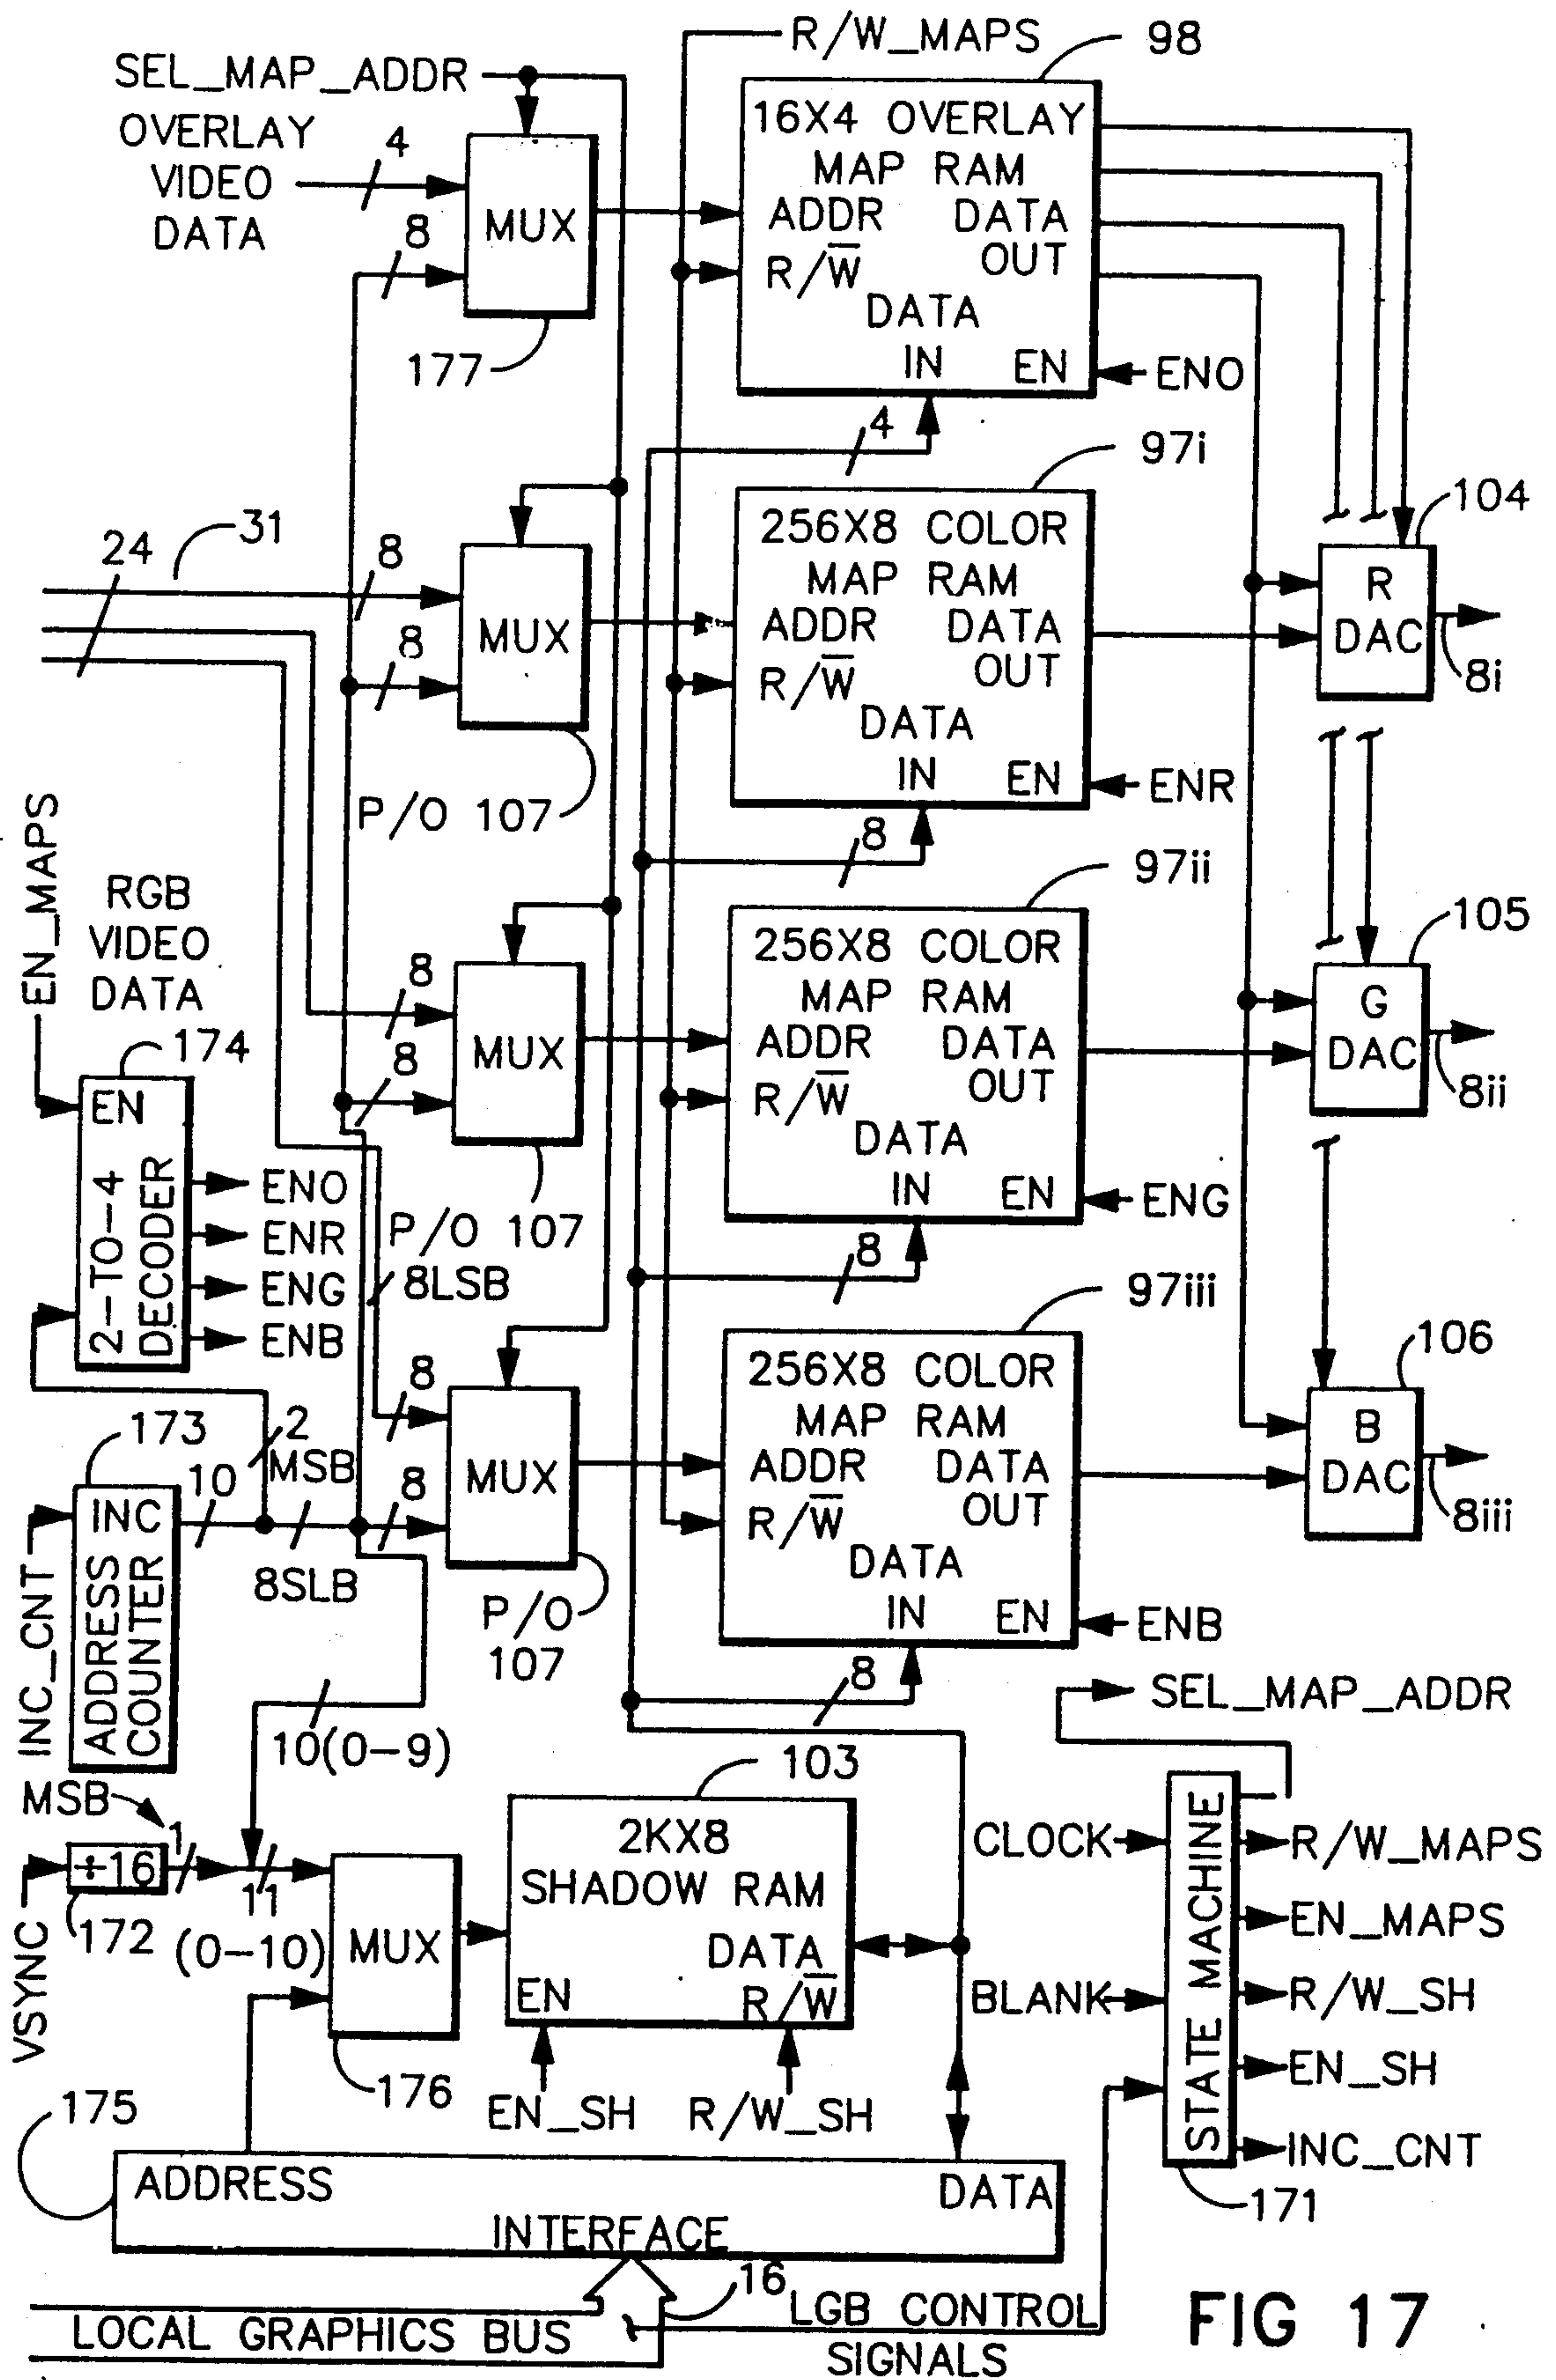 R/W_MAPS
98
SEL_MAP_ADDR
OVERLAY
VIDEO
DATA
4
8
MUX
177
16X4 OVERLAY
MAP RAM
ADDR DATA
R/W̅ OUT
DATA
IN EN
ENO
4
97i
104
31
24
8
8
MUX
P/O 107
256X8 COLOR
MAP RAM
ADDR DATA
R/W̅ OUT
DATA
IN EN
ENR
8
R
DAC
8i
97ii
105
EN_MAPS
RGB
VIDEO
DATA
174
8
8
MUX
P/O 107
256X8 COLOR
MAP RAM
ADDR DATA
R/W̅ OUT
DATA
IN EN
ENG
8
G
DAC
8ii
EN
2-TO-4
DECODER
ENO
ENR
ENG
ENB
8LSB
97iii
106
173
2
MSB
10
8
8
MUX
P/O
107
256X8 COLOR
MAP RAM
ADDR DATA
R/W̅ OUT
DATA
IN EN
ENB
8
B
DAC
8iii
INC_CNT
INC
ADDRESS
COUNTER
8SLB
10(0-9)
SEL_MAP_ADDR
103
MSB
1
÷16
172
VSYNC
11
(0-10)
MUX
176
2KX8
SHADOW RAM
DATA
EN R/W̅
EN_SH R/W_SH
CLOCK
BLANK
STATE MACHINE
R/W_MAPS
EN_MAPS
R/W_SH
EN_SH
INC_CNT
171
175
ADDRESS DATA
INTERFACE
16
LOCAL GRAPHICS BUS
LGB CONTROL
SIGNALS
FIG 17